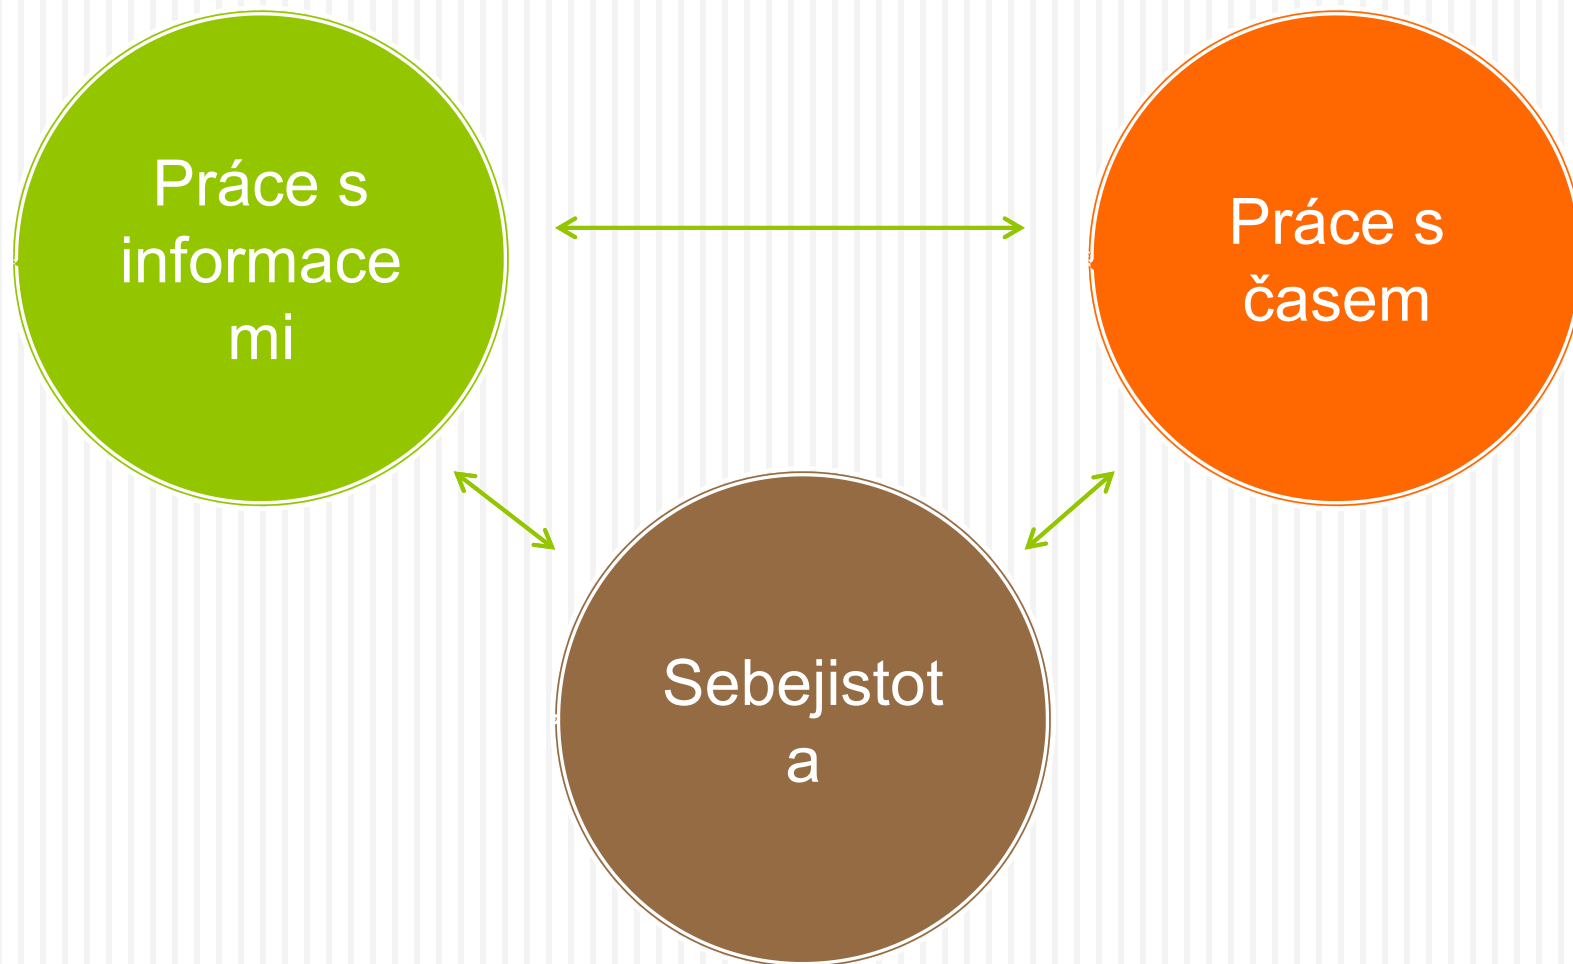 Práce s
informace
mi
Práce s
časem
Sebejistot
a